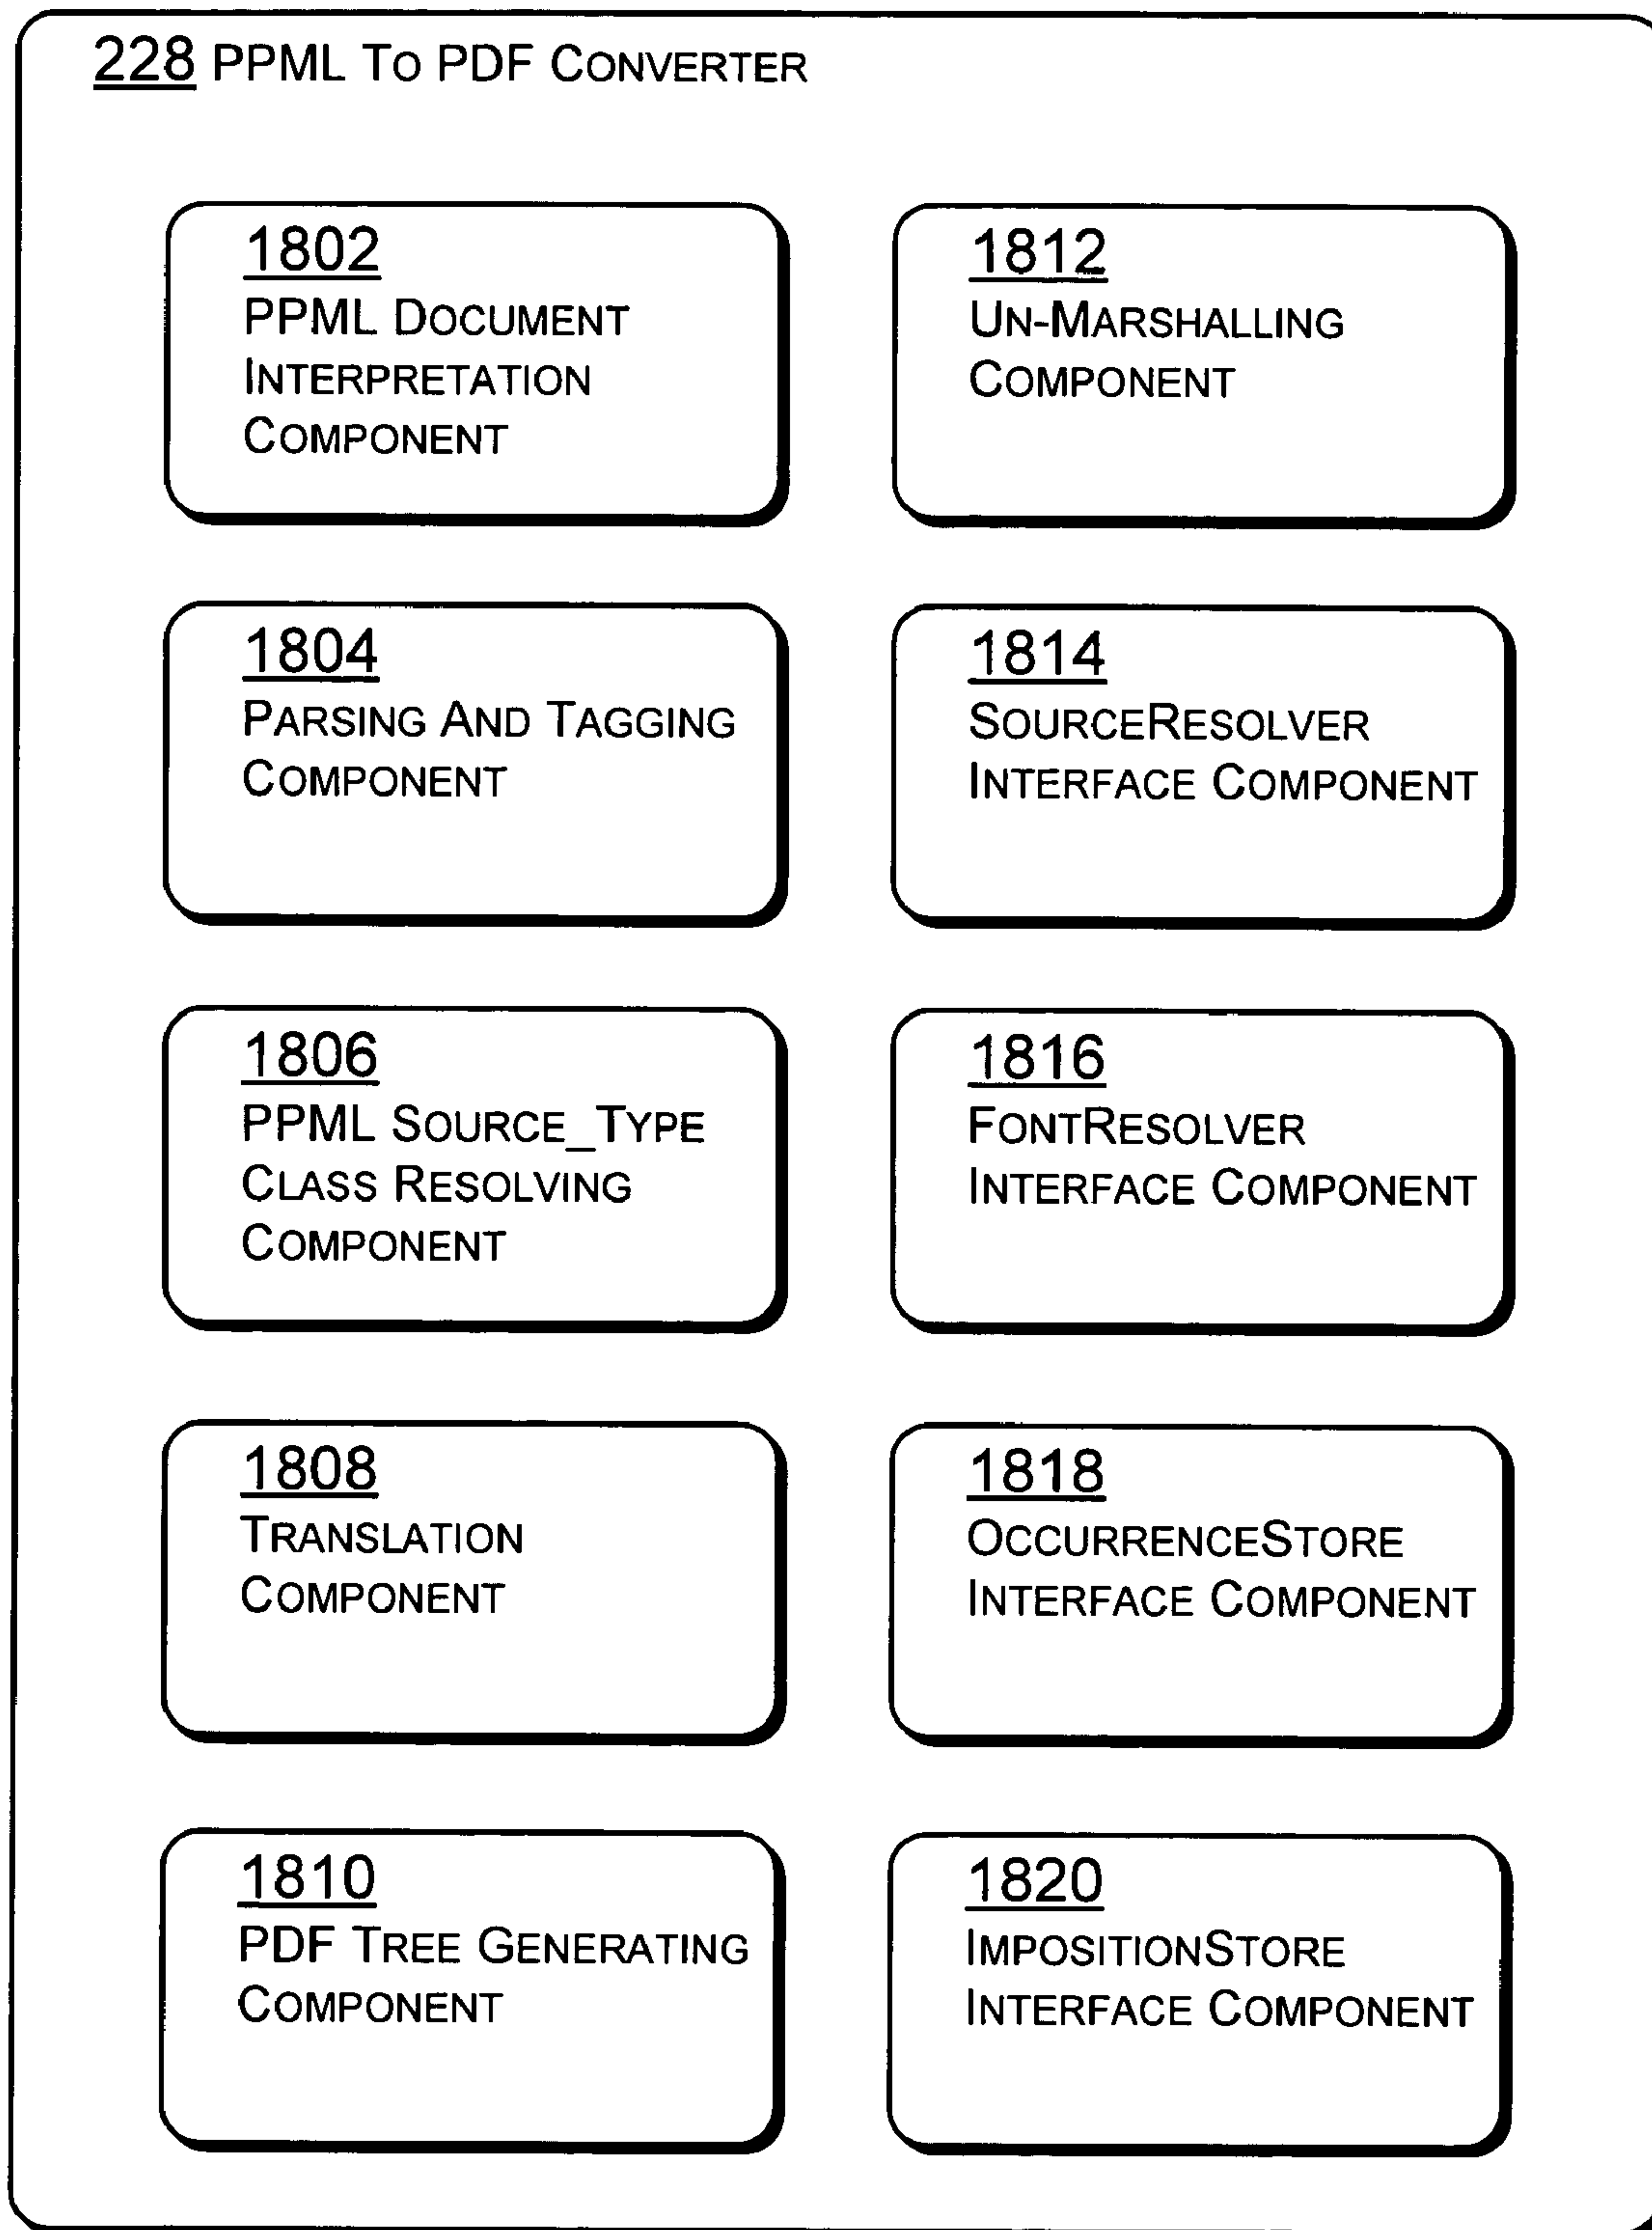 228 PPML TO PDF CONVERTER
1802
PPML DOCUMENT
INTERPRETATION
COMPONENT
1804
PARSING AND TAGGING
COMPONENT
1806
PPML SOURCE_TYPE
CLASS RESOLVING
COMPONENT
1808
TRANSLATION
COMPONENT
1810
PDF TREE GENERATING
COMPONENT
1812
UN-MARSHALLING
COMPONENT
1814
SOURCERESOLVER
INTERFACE COMPONENT
1816
FONTRESOLVER
INTERFACE COMPONENT
1818
OCCURRENCESTORE
INTERFACE COMPONENT
1820
IMPOSITIONSTORE
INTERFACE COMPONENT